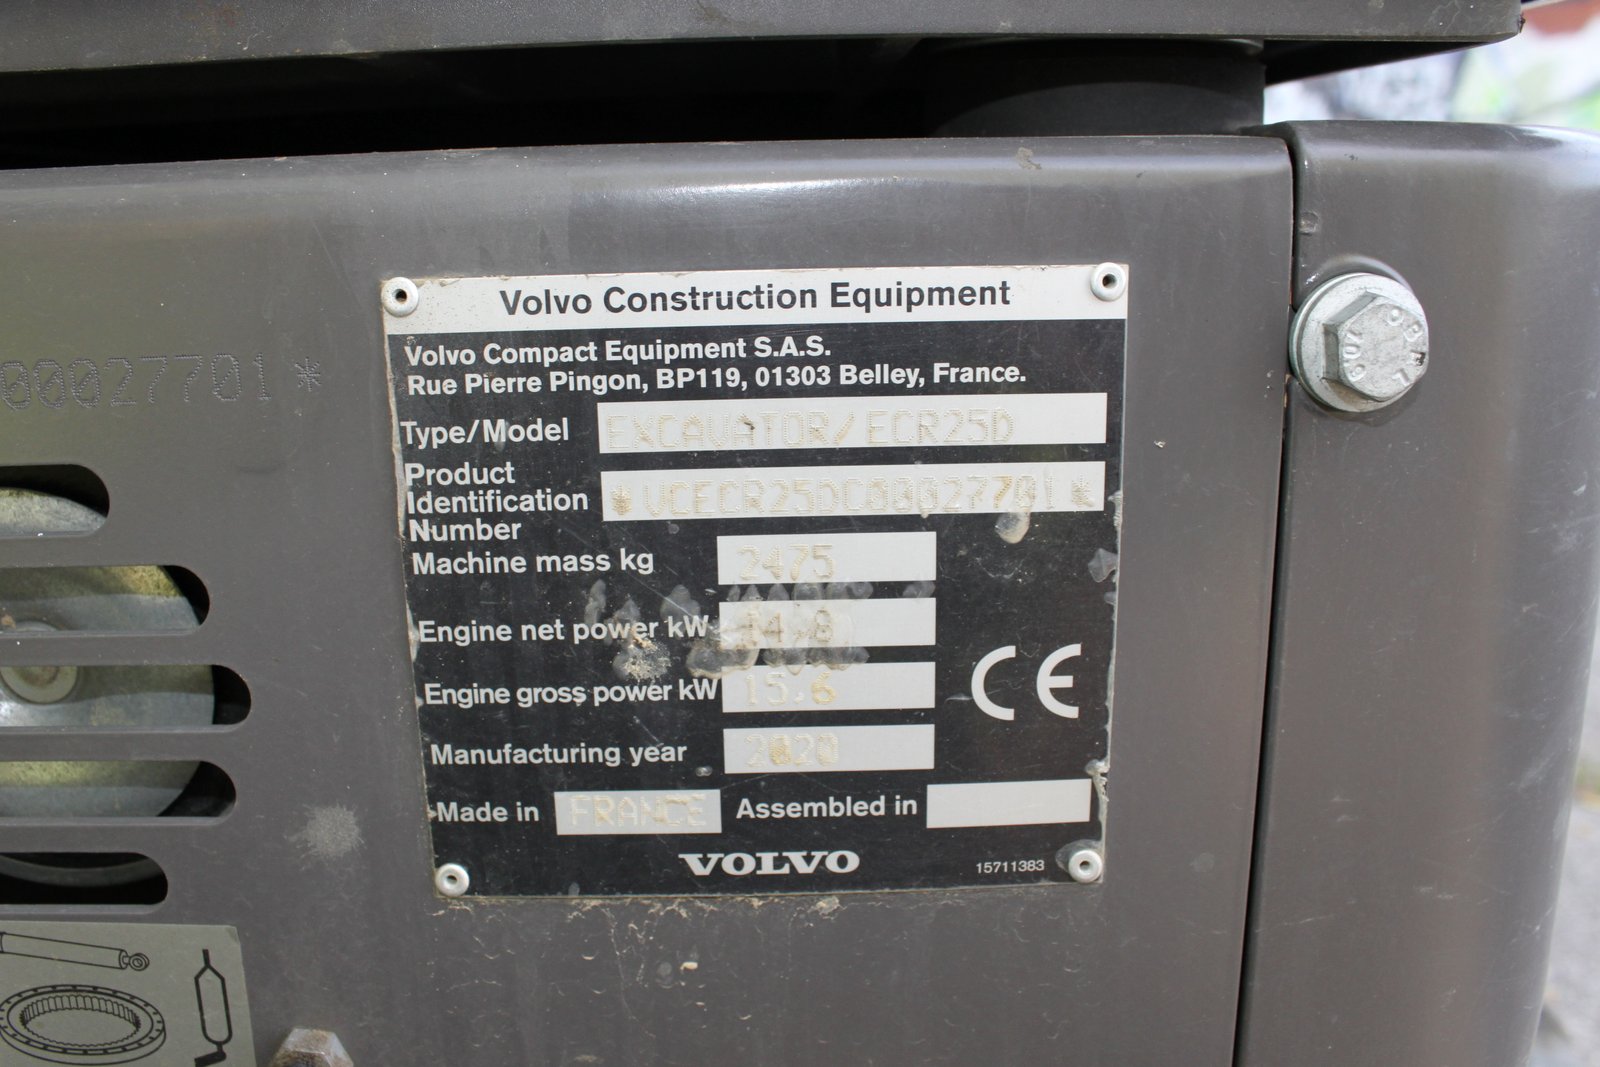 Volvo Construction Equipment
Volvo Compact Equipment S.A.S.
Rue Pierre Pingon, BP119, 01303 Belley, France.
Type/Model EXCAVATOR/ECR25D
Product Identification Number *VCECR25DC00027701*
Machine mass kg 2475
Engine net power kW 14,8
Engine gross power kW 15,6
Manufacturing year 2020
Made in FRANCE Assembled in
VOLVO 15711383
CE
00027701*